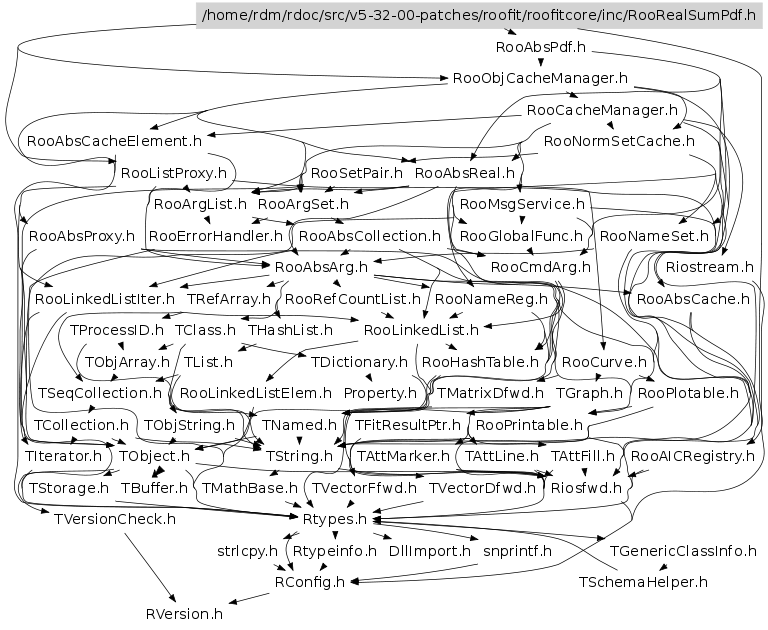 /home/rdm/rdoc/src/v5-32-00-patches/roofit/roofitcore/inc/RooRealSumPdf.h
RooAbsPdf.h
RooObjCacheManager.h
RooCacheManager.h
RooAbsCacheElement.h RooNormSetCache.h
RooListProxy.h RooSetPair.h RooAbsReal.h
RooArgList.h RooArgSet.h RooMsgService.h
RooAbsProxy.h RooErrorHandler.h RooAbsCollection.h RooGlobalFunc.h RooNameSet.h
RooAbsArg.h RooCmdArg.h Riostream.h
RooLinkedListIter.h TRefArray.h RooRefCountList.h RooNameReg.h RooAbsCache.h
TProcessID.h TClass.h THashList.h RooLinkedList.h
TObjArray.h TList.h TDictionary.h RooHashTable.h RooCurve.h
TSeqCollection.h RooLinkedListElem.h Property.h TMatrixDfwd.h TGraph.h RooPlotable.h
TCollection.h TObjString.h TNamed.h TFitResultPtr.h RooPrintable.h
TIterator.h TObject.h TString.h TAttMarker.h TAttLine.h TAttFill.h RooAICRegistry.h
TStorage.h TBuffer.h TMathBase.h TVectorFfwd.h TVectorDfwd.h Riosfwd.h
TVersionCheck.h Rtypes.h
strlcpy.h Rtypeinfo.h DllImport.h snprintf.h TGenericClassInfo.h
RConfig.h TSchemaHelper.h
RVersion.h